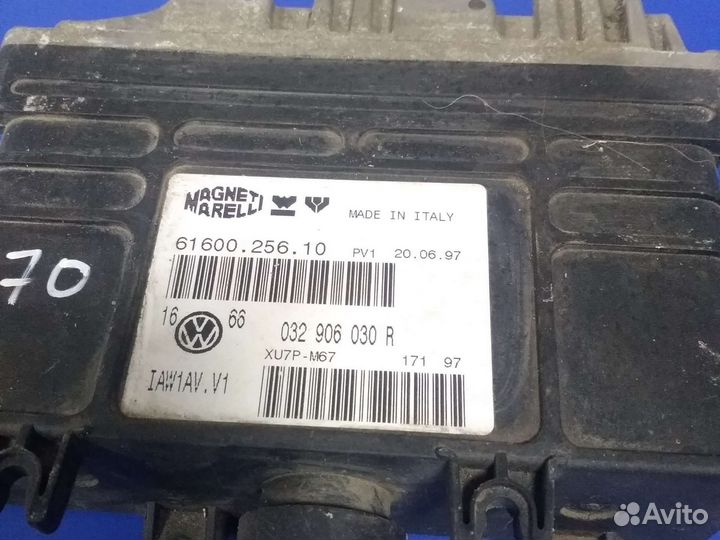 MAGNETI
MARELLI
MADE IN ITALY
61600.256.10 PV1 20.06.97
16 66
032 906 030 R
XU7P-M67 171 97
IAW1AV.V1
70
Avito